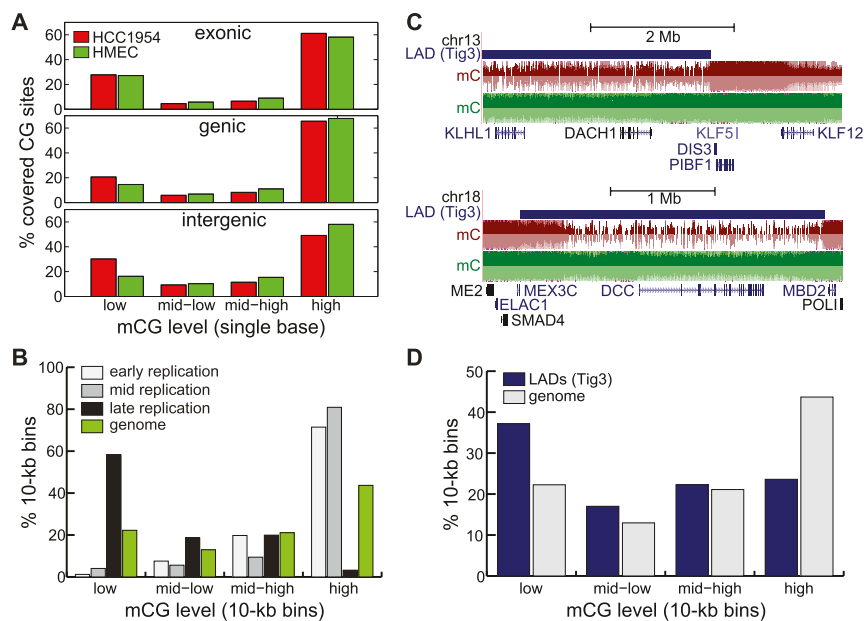 A
HCC1954
HMEC
exonic
60
40
20
0
genic
60
40
20
0
intergenic
60
40
20
0
% covered CG sites
low mid-low mid-high high
mCG level (single base)
B
early replication
mid replication
late replication
genome
100
80
60
40
20
0
% 10-kb bins
low mid-low mid-high high
mCG level (10-kb bins)
C
2 Mb
chr13
LAD (Tig3)
mC
mC
KLHL1 DACH1 KLF5 KLF12
DIS3
PIBF1
1 Mb
chr18
LAD (Tig3)
mC
mC
ME2 MEX3C DCC MBD2
ELAC1 POLI
SMAD4
D
LADs (Tig3)
genome
50
40
30
20
10
0
% 10-kb bins
low mid-low mid-high high
mCG level (10-kb bins)